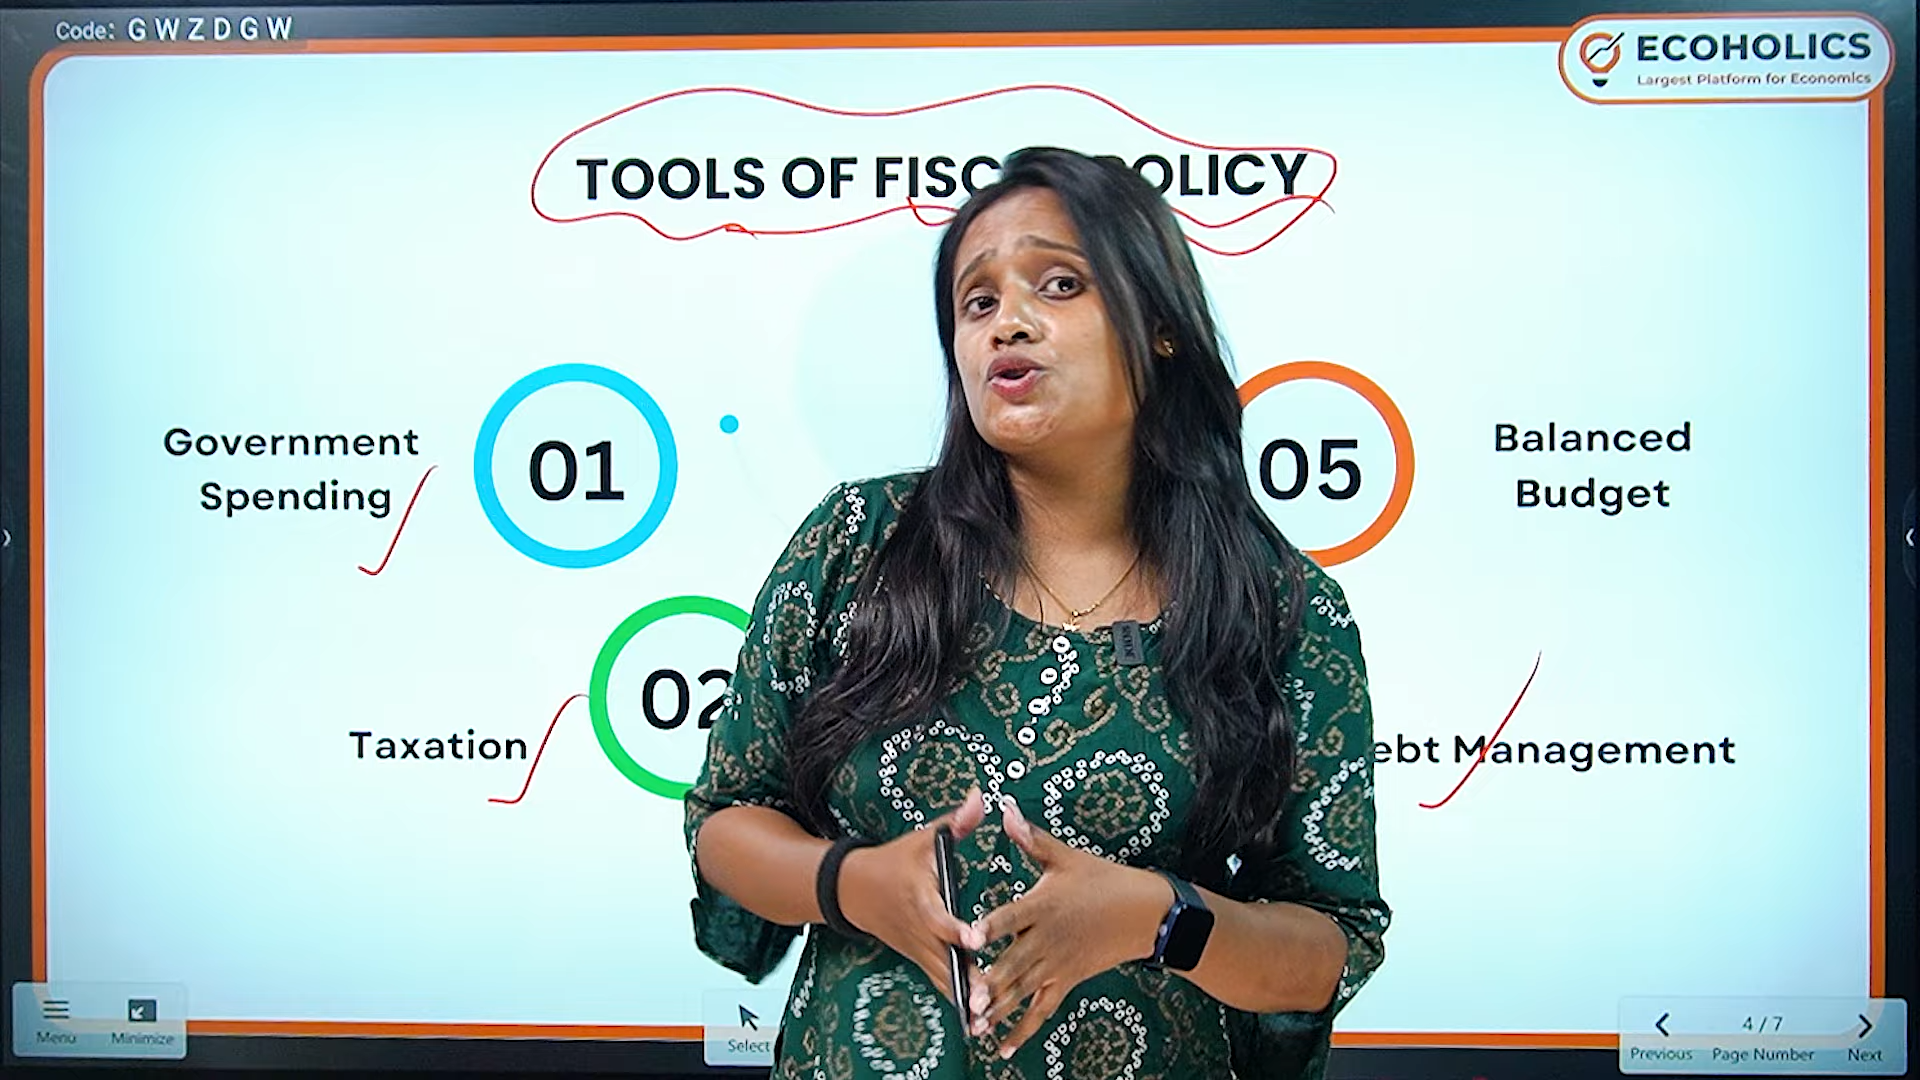 Code: GWZDGW
ECOHOLICS
Largest Platform for Economics
TOOLS OF FISC OLICY
Government
Spending
01
05
Balanced
Budget
Taxation
02
ebt Management
Menu
Minimize
Select
4 / 7
Previous
Page Number
Next